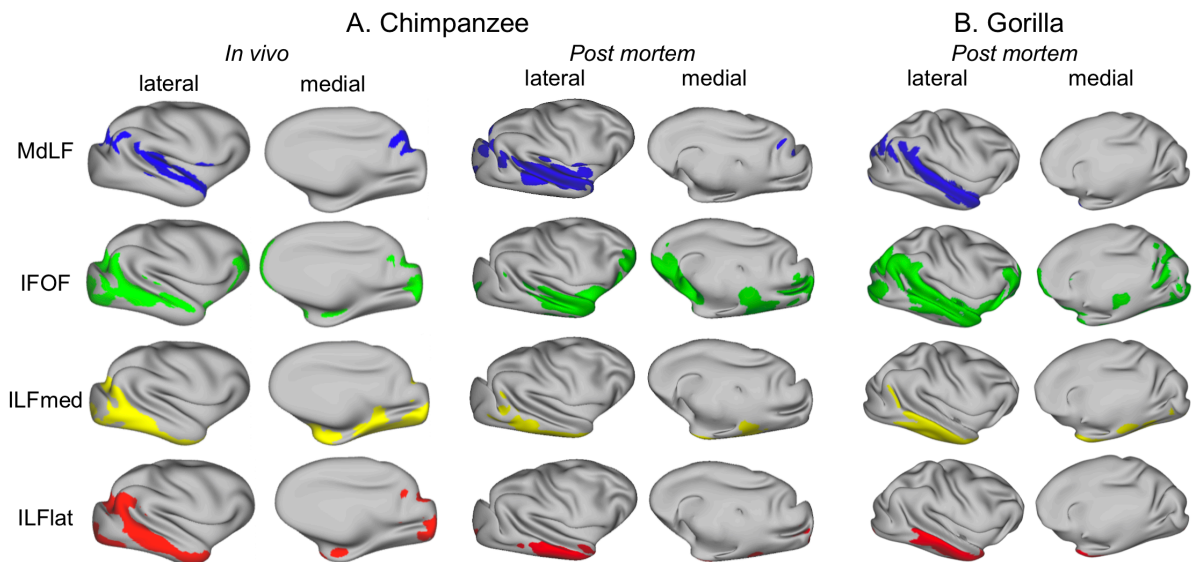 A. Chimpanzee B. Gorilla
In vivo Post mortem Post mortem
lateral medial lateral medial lateral medial
MdLF
IFOF
ILFmed
ILFlat